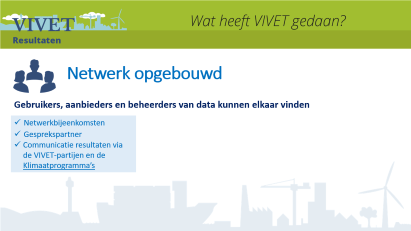 VIVET
Resultaten
Wat heeft VIVET gedaan?
Netwerk opgebouwd
Gebruikers, aanbieders en beheerders van data kunnen elkaar vinden
✓ Netwerkbijeenkomsten
✓ Gesprekspartner
✓ Communicatie resultaten via
de VIVET-partijen en de
Klimaatprogramma's